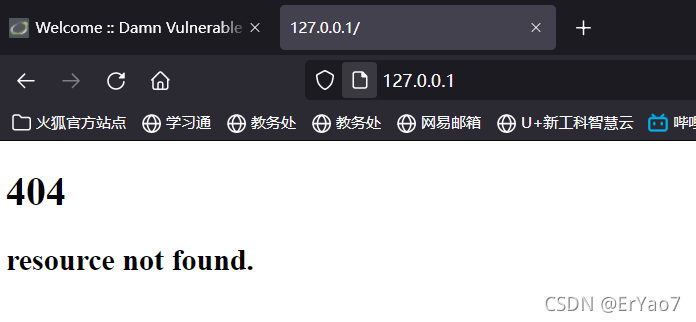 Welcome :: Damn Vulnerable
127.0.0.1/
127.0.0.1
火狐官方站点 学习通 教务处 教务处 网易邮箱 U+新工科智慧云 哔哩
404
resource not found.
CSDN @ErYao7